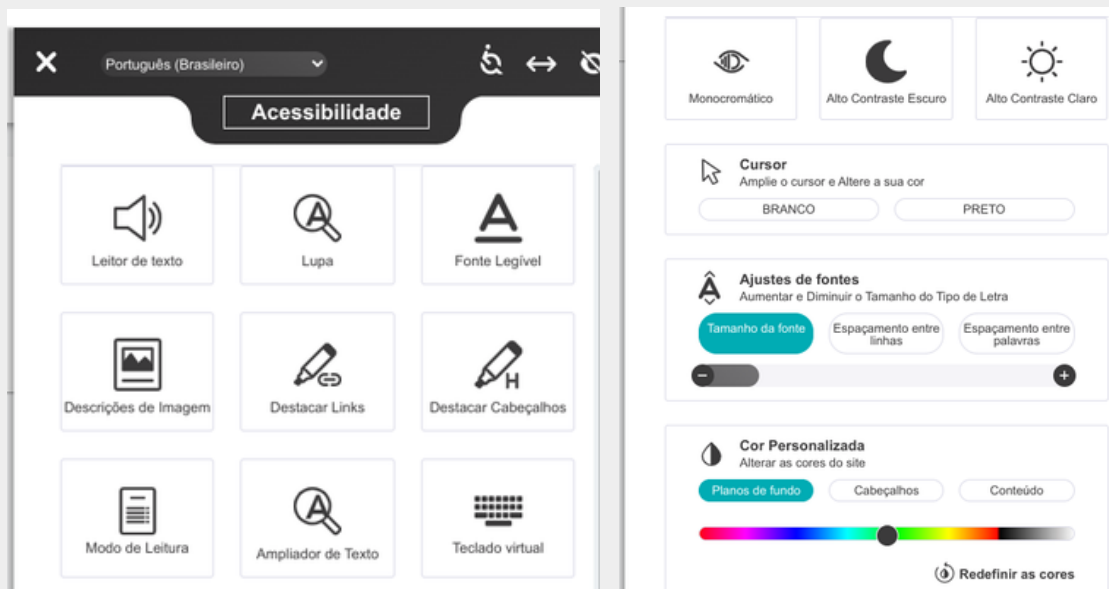 Português (Brasileiro)
Acessibilidade
Leitor de texto
Lupa
Fonte Legível
Descrições de Imagem
Destacar Links
Destacar Cabeçalhos
Modo de Leitura
Ampliador de Texto
Teclado virtual
Monocromático
Alto Contraste Escuro
Alto Contraste Claro
Cursor
Amplie o cursor e Altere a sua cor
BRANCO
PRETO
Ajustes de fontes
Aumentar e Diminuir o Tamanho do Tipo de Letra
Tamanho da fonte
Espaçamento entre
linhas
Espaçamento entre
palavras
Cor Personalizada
Alterar as cores do site
Planos de fundo
Cabeçalhos
Conteúdo
Redefinir as cores